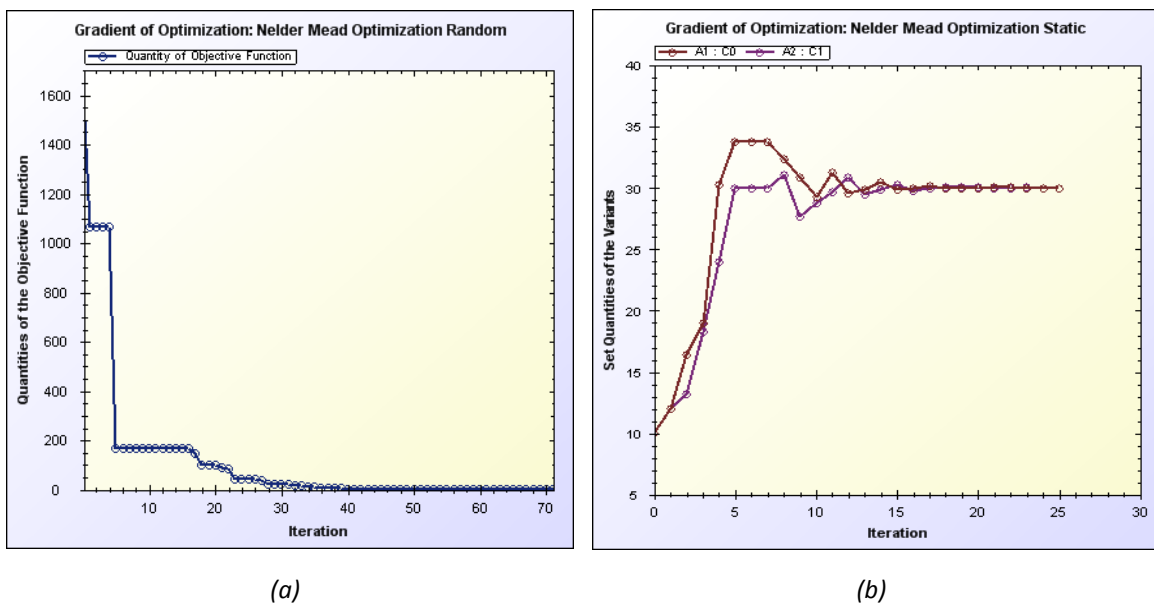 Gradient of Optimization: Nelder Mead Optimization Random
Quantity of Objective Function
Quantities of the Objective Function
1600
1400
1200
1000
800
600
400
200
0
10 20 30 40 50 60 70
Iteration
(a)
Gradient of Optimization: Nelder Mead Optimization Static
A1 : C0 A2 : C1
Set Quantities of the Variants
40
35
30
25
20
15
10
5
0 5 10 15 20 25 30
Iteration
(b)